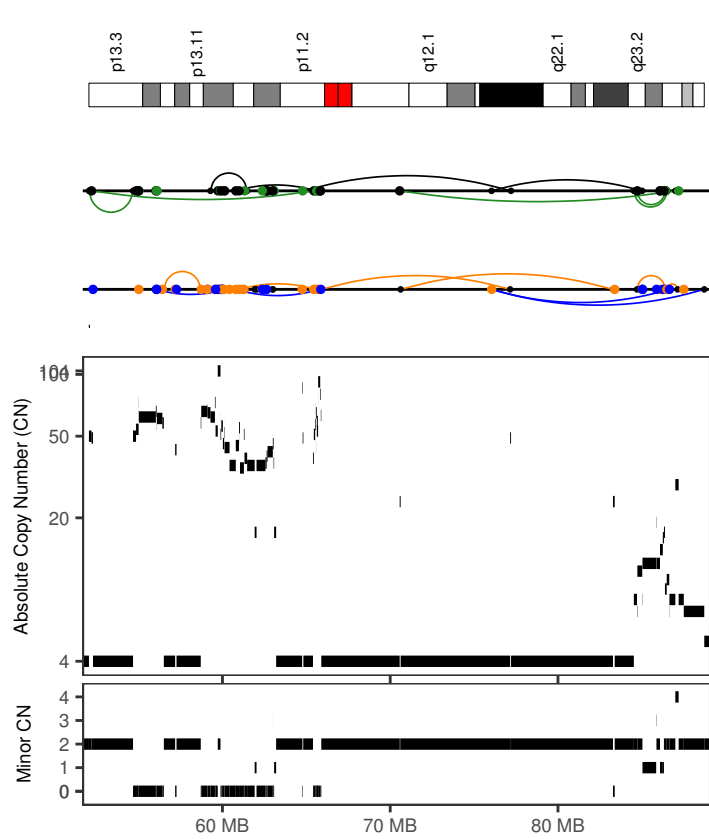 p13.3 p13.11 p11.2 q12.1 q22.1 q23.2
Absolute Copy Number (CN)
104
100
50
20
4
Minor CN
4
3
2
1
0
60 MB 70 MB 80 MB